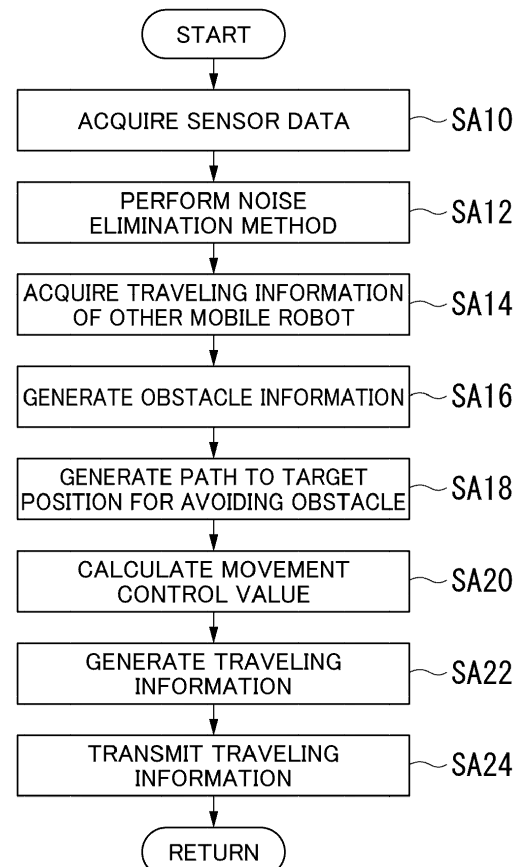 START
ACQUIRE SENSOR DATA
SA10
PERFORM NOISE
ELIMINATION METHOD
SA12
ACQUIRE TRAVELING INFORMATION
OF OTHER MOBILE ROBOT
SA14
GENERATE OBSTACLE INFORMATION
SA16
GENERATE PATH TO TARGET
POSITION FOR AVOIDING OBSTACLE
SA18
CALCULATE MOVEMENT
CONTROL VALUE
SA20
GENERATE TRAVELING
INFORMATION
SA22
TRANSMIT TRAVELING
INFORMATION
SA24
RETURN